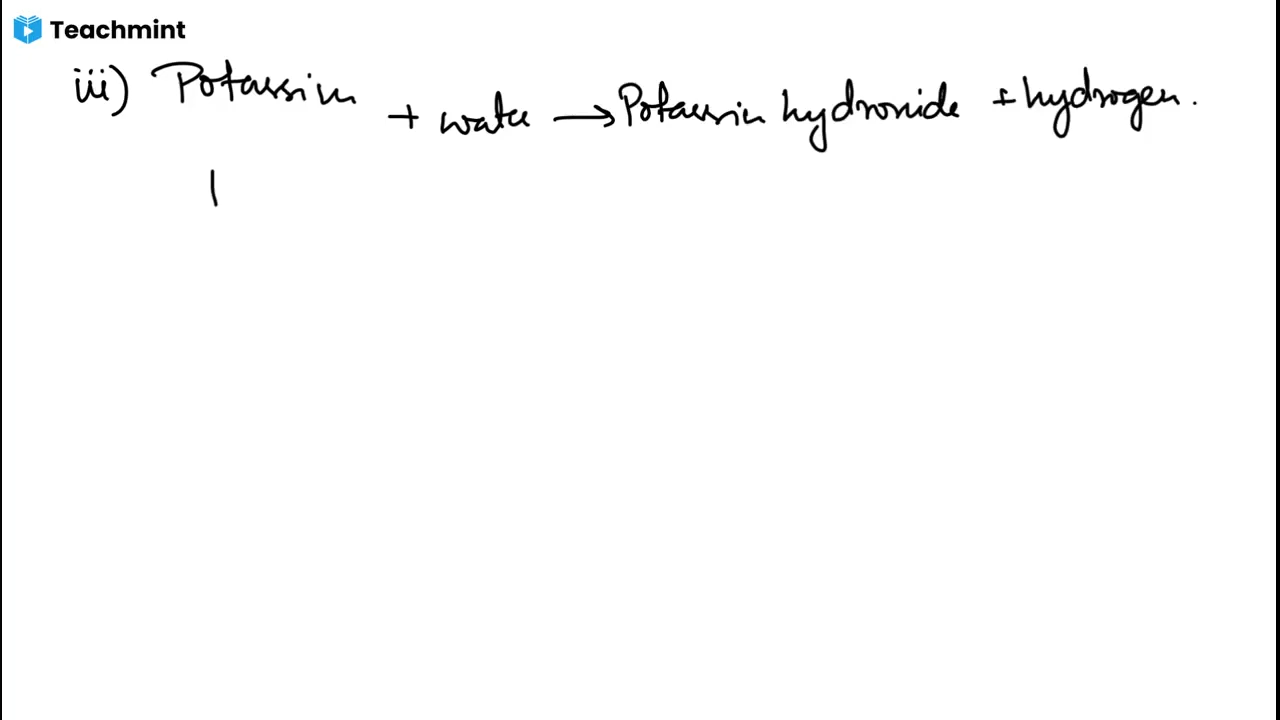 Teachmint
iii) Potassium + water → Potassium hydroxide + hydrogen.